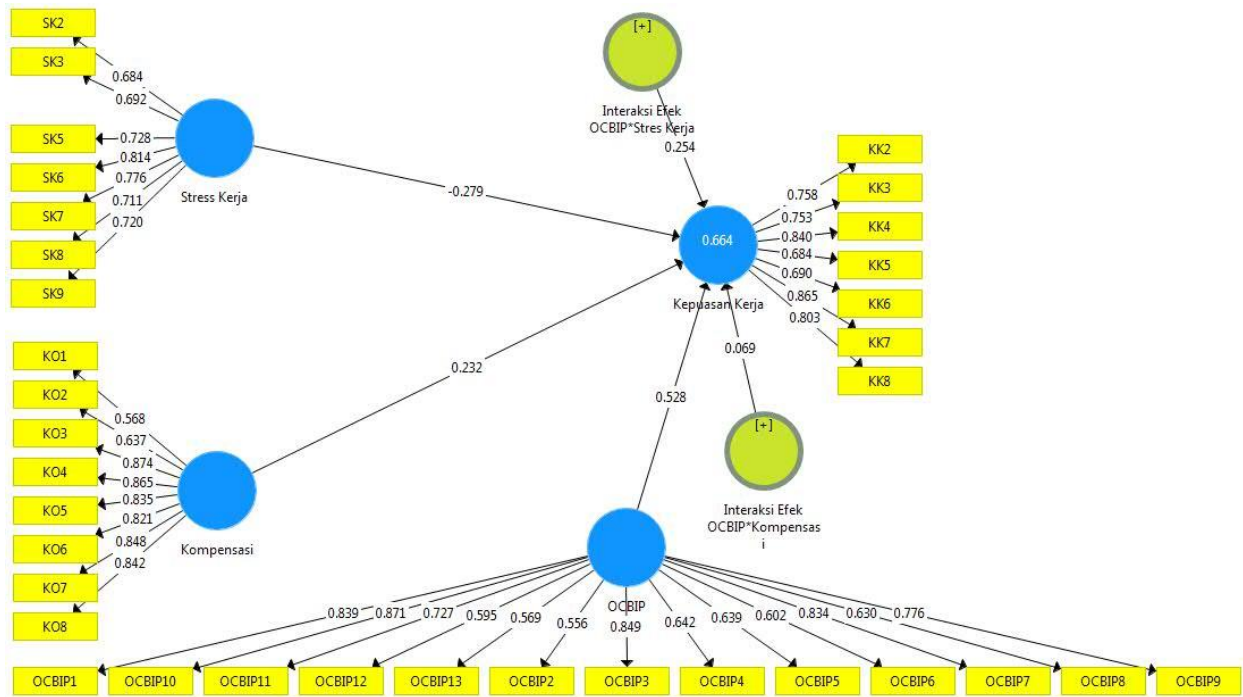 SK2
SK3
SK5
SK6
SK7
SK8
SK9
0.684
0.692
0.728
0.814
0.776
0.711
0.720
Stress Kerja
[+]
Interaksi Efek
OCBIP*Stres Kerja
0.254
-0.279
0.664
Kepuasan Kerja
0.758
0.753
0.840
0.684
0.690
0.865
0.803
KK2
KK3
KK4
KK5
KK6
KK7
KK8
KO1
KO2
KO3
KO4
KO5
KO6
KO7
KO8
0.568
0.637
0.874
0.865
0.835
0.821
0.848
0.842
Kompensasi
0.232
0.528
0.069
[+]
Interaksi Efek
OCBIP*Kompensas
i
OCBIP
0.839
0.871
0.727
0.595
0.569
0.556
0.849
0.642
0.639
0.602
0.834
0.630
0.776
OCBIP1
OCBIP10
OCBIP11
OCBIP12
OCBIP13
OCBIP2
OCBIP3
OCBIP4
OCBIP5
OCBIP6
OCBIP7
OCBIP8
OCBIP9